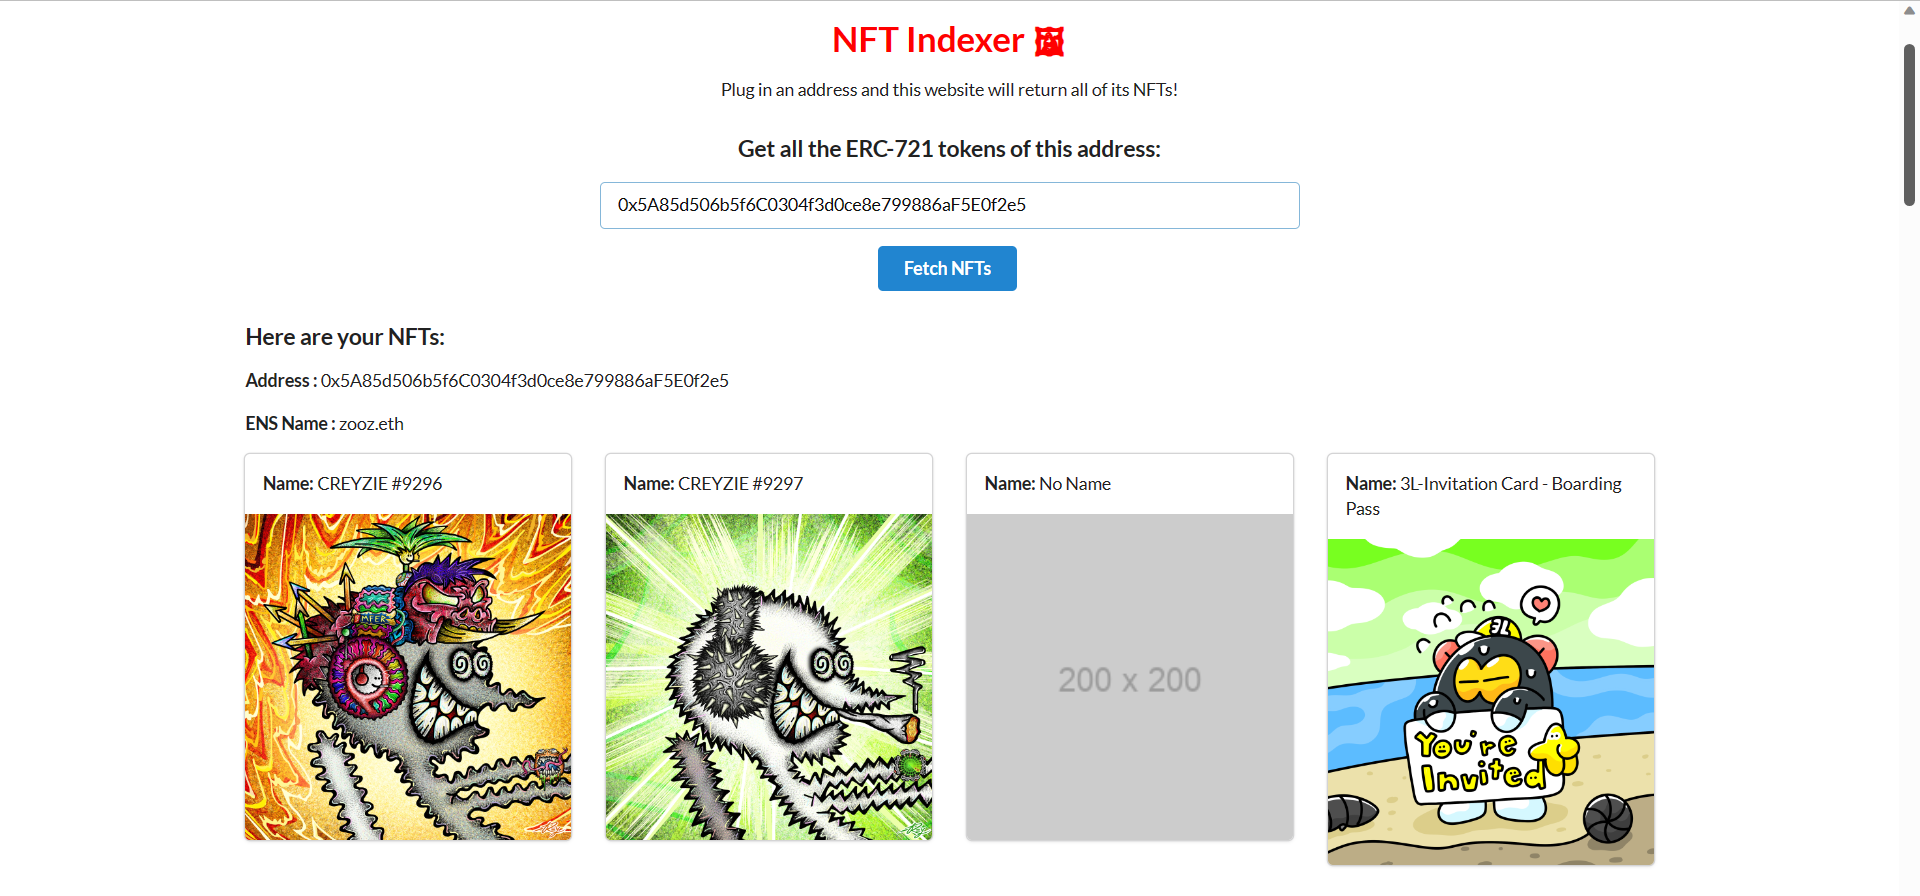 NFT Indexer
Plug in an address and this website will return all of its NFTs!
Get all the ERC-721 tokens of this address:
0x5A85d506b5f6C0304f3d0ce8e799886aF5E0f2e5
Fetch NFTs
Here are your NFTs:
Address : 0x5A85d506b5f6C0304f3d0ce8e799886aF5E0f2e5
ENS Name : zooz.eth
Name: CREYZIE #9296
MFER
Name: CREYZIE #9297
Name: No Name
200 x 200
Name: 3L-Invitation Card - Boarding
Pass
3L
You're
Invited